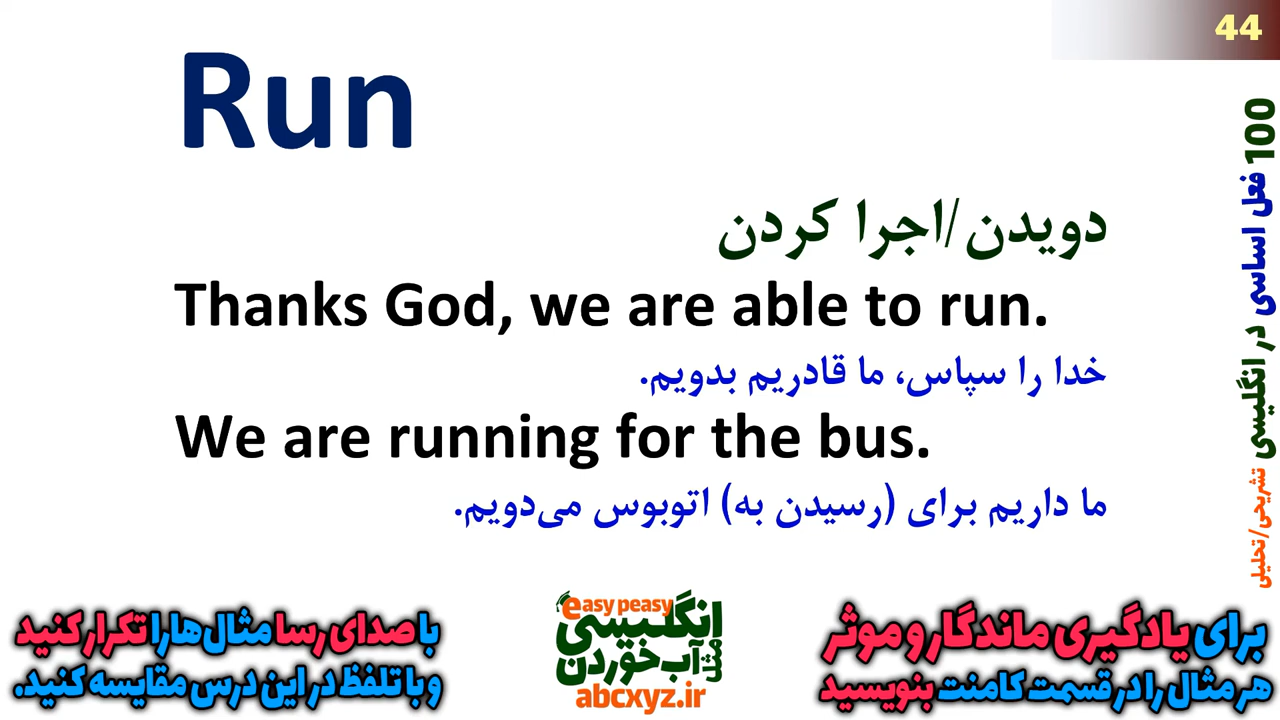 44
Run
دویدن/اجرا کردن
Thanks God, we are able to run.
خدا را سپاس، ما قادریم بدویم.
We are running for the bus.
ما داریم برای (رسیدن به) اتوبوس می‌دویم.
100 فعل اساسی در انگلیسی تشریحی/تحلیلی
برای یادگیری ماندگار و موثر
هر مثال را در قسمت کامنت بنویسید
easy peasy
انگلیسی
مثل آب خوردن
abcxyz.ir
با صدای رسا مثال‌ها را تکرار کنید
و با تلفظ در این درس مقایسه کنید.